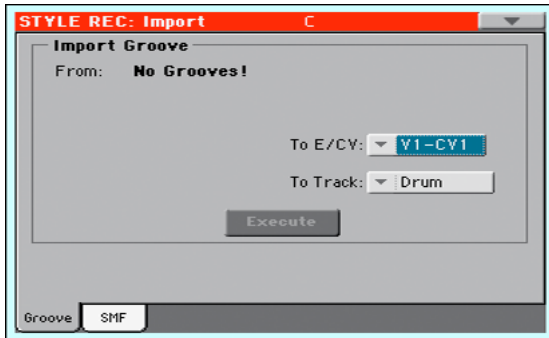 STYLE REC: Import C
Import Groove
From: No Grooves!
To E/CV: V1-CV1
To Track: Drum
Execute
Groove SMF